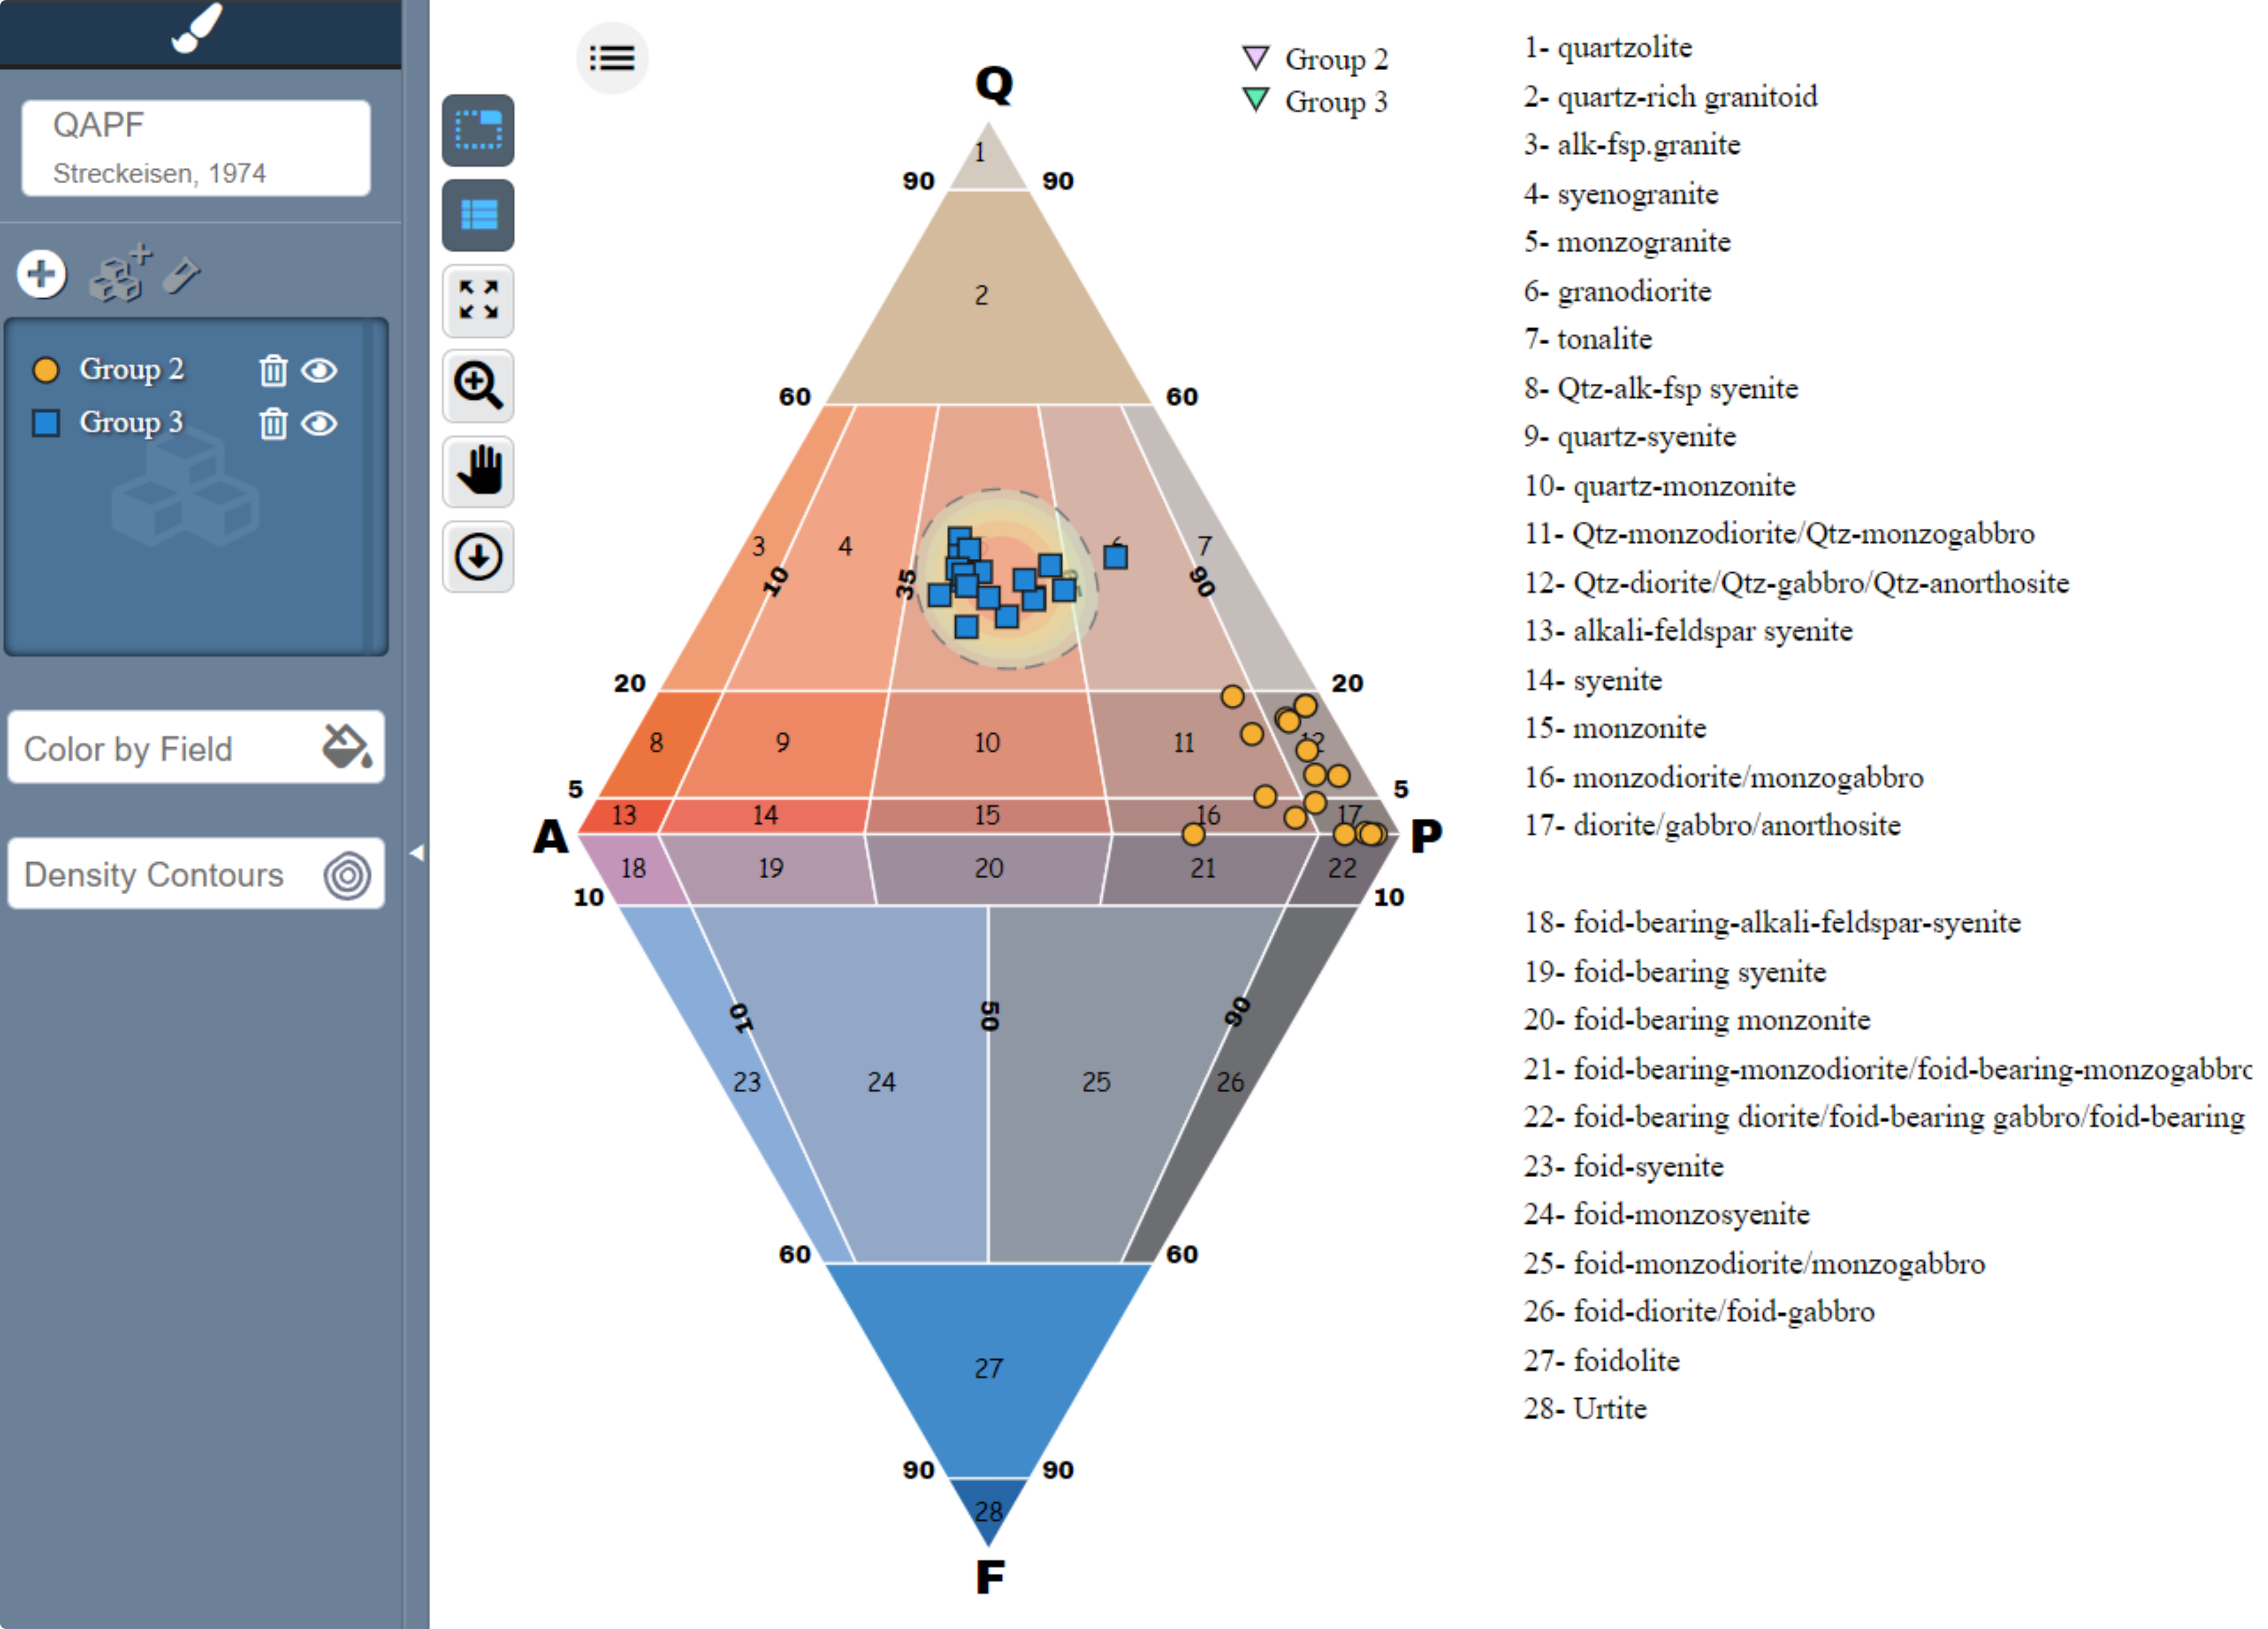 QAPF
Streckeisen, 1974
Group 2
Group 3
Color by Field
Density Contours
Group 2
Group 3
Q
1
90
90
2
60
60
3
4
6
7
10
35
90
20
20
8
9
10
11
12
5
5
13
14
15
16
17
A
P
18
19
20
21
22
10
10
10
50
90
23
24
25
26
60
60
27
90
90
28
F
1- quartzolite
2- quartz-rich granitoid
3- alk-fsp.granite
4- syenogranite
5- monzogranite
6- granodiorite
7- tonalite
8- Qtz-alk-fsp syenite
9- quartz-syenite
10- quartz-monzonite
11- Qtz-monzodiorite/Qtz-monzogabbro
12- Qtz-diorite/Qtz-gabbro/Qtz-anorthosite
13- alkali-feldspar syenite
14- syenite
15- monzonite
16- monzodiorite/monzogabbro
17- diorite/gabbro/anorthosite
18- foid-bearing-alkali-feldspar-syenite
19- foid-bearing syenite
20- foid-bearing monzonite
21- foid-bearing-monzodiorite/foid-bearing-monzogabbro
22- foid-bearing diorite/foid-bearing gabbro/foid-bearing
23- foid-syenite
24- foid-monzosyenite
25- foid-monzodiorite/monzogabbro
26- foid-diorite/foid-gabbro
27- foidolite
28- Urtite